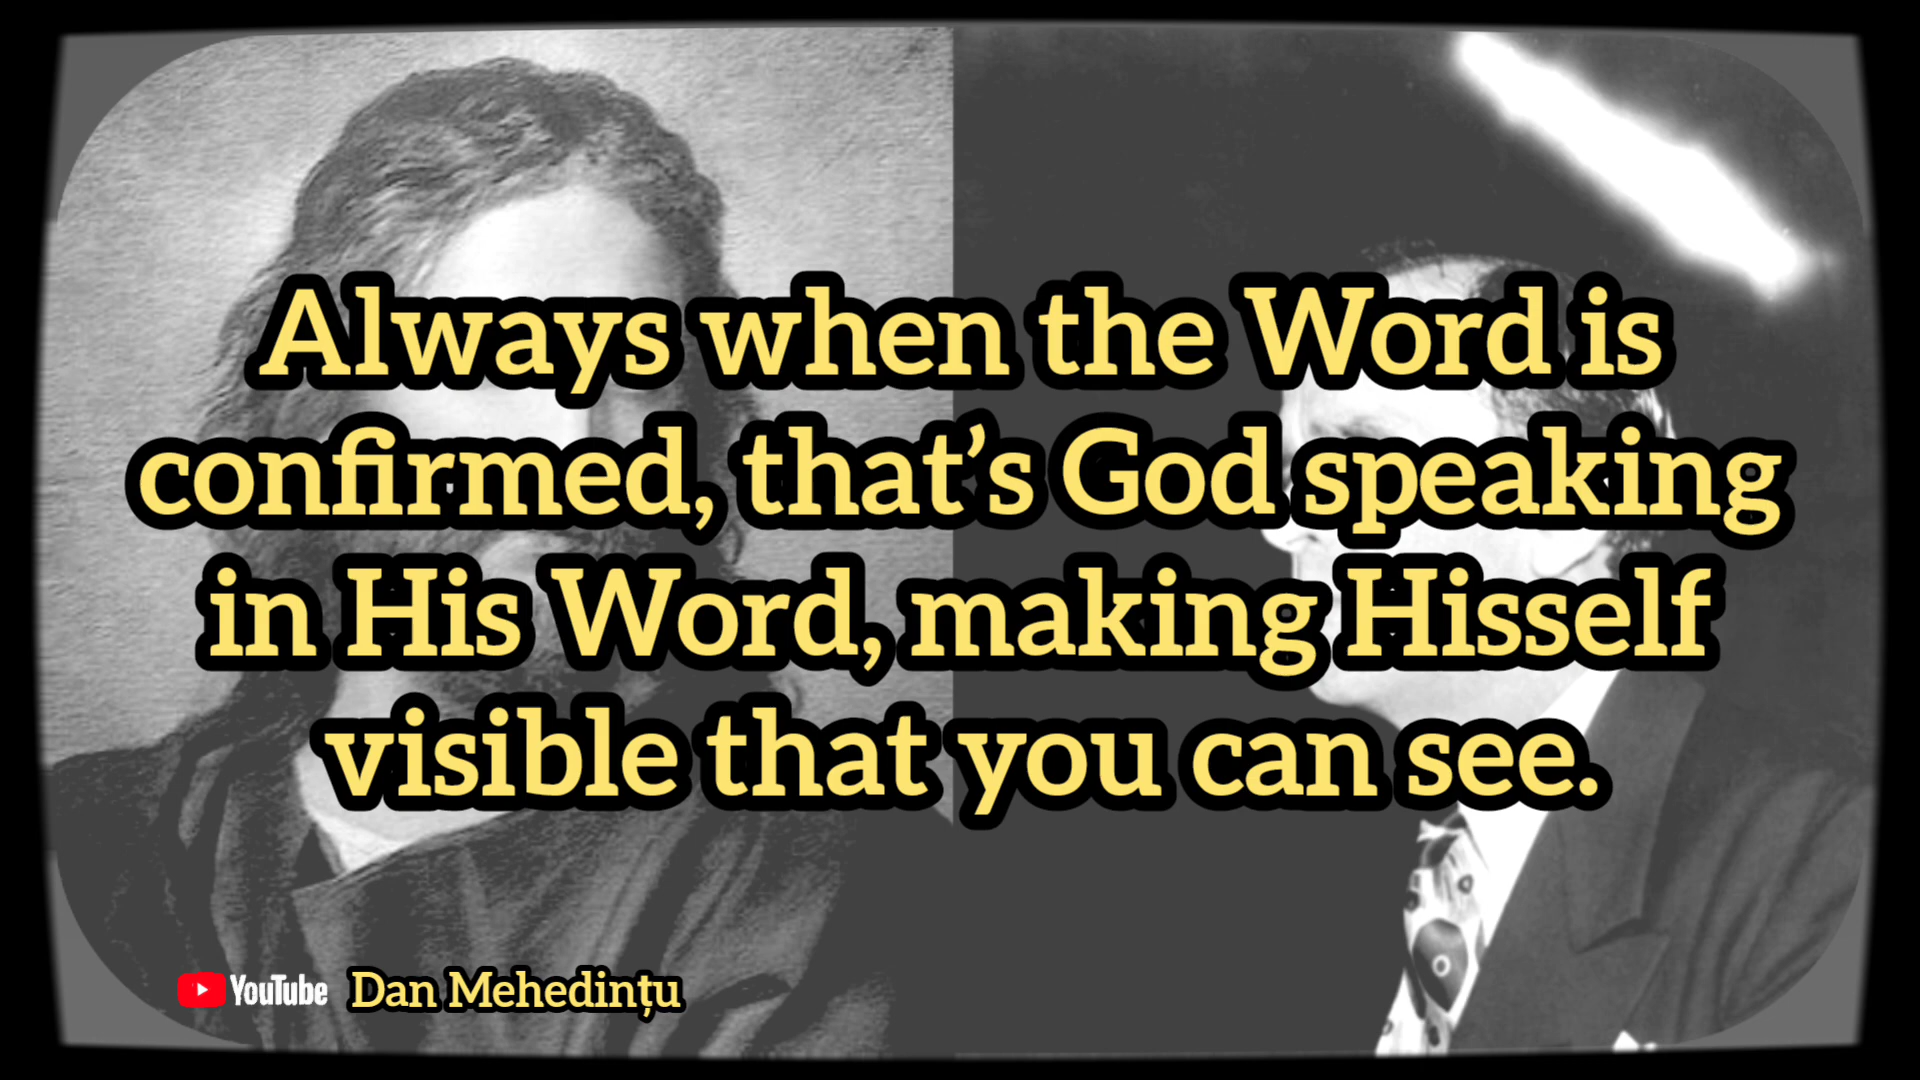 Always when the Word is
confirmed, that’s God speaking
in His Word, making Hisself
visible that you can see.
YouTube Dan Mehedințu